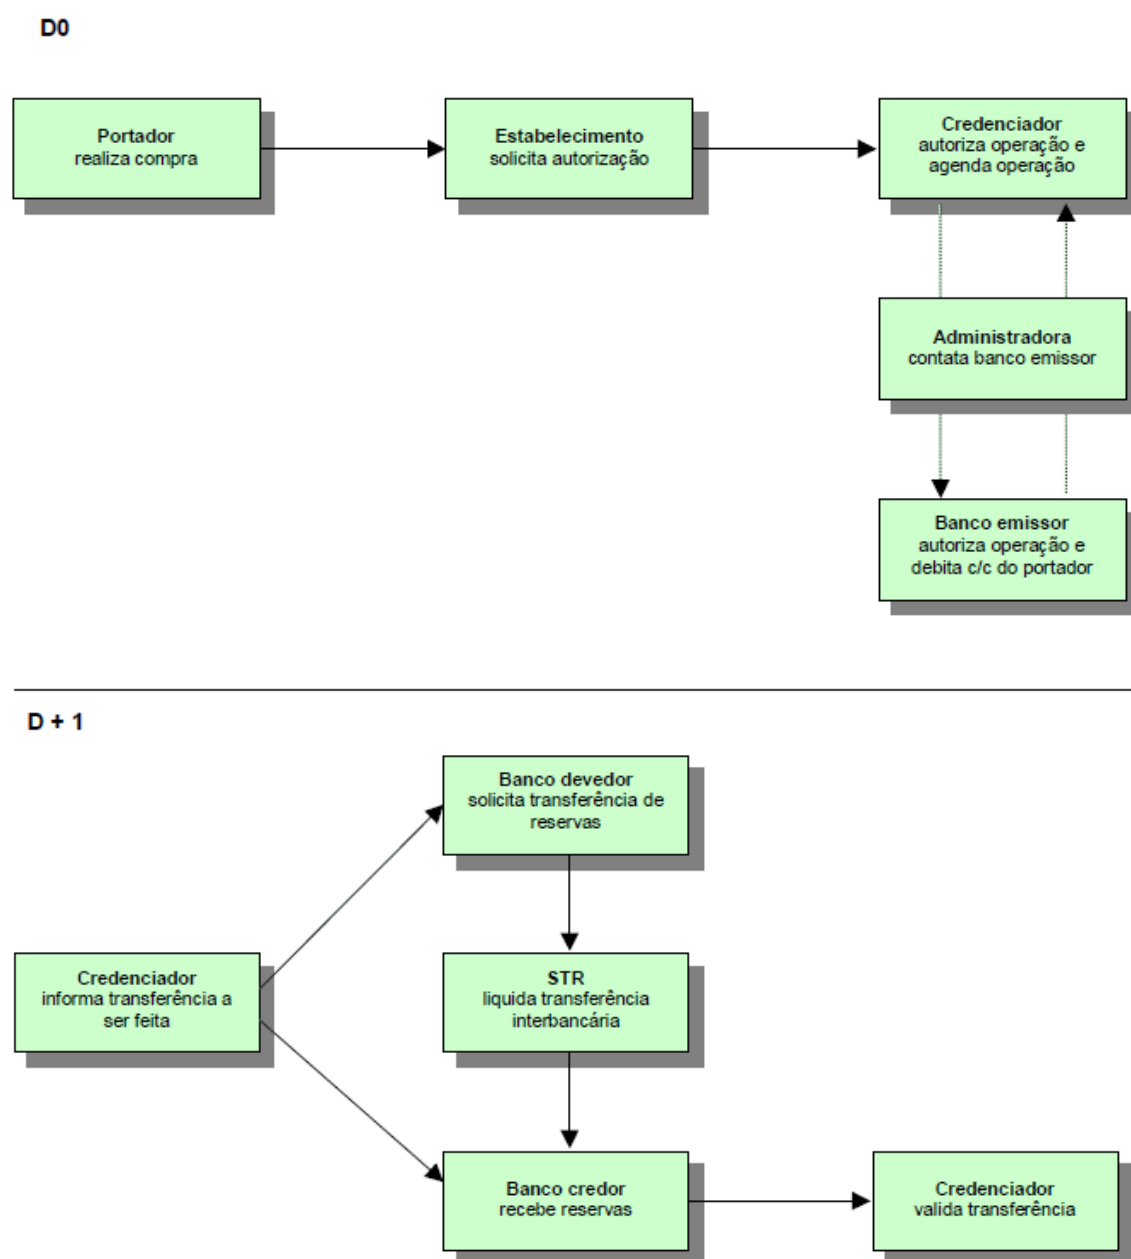 D0
Portador
realiza compra
Estabelecimento
solicita autorização
Credenciador
autoriza operação e
agenda operação
Administradora
contata banco emissor
Banco emissor
autoriza operação e
debita c/c do portador
D + 1
Banco devedor
solicita transferência de
reservas
Credenciador
informa transferência a
ser feita
STR
liquida transferência
interbancária
Banco credor
recebe reservas
Credenciador
valida transferência